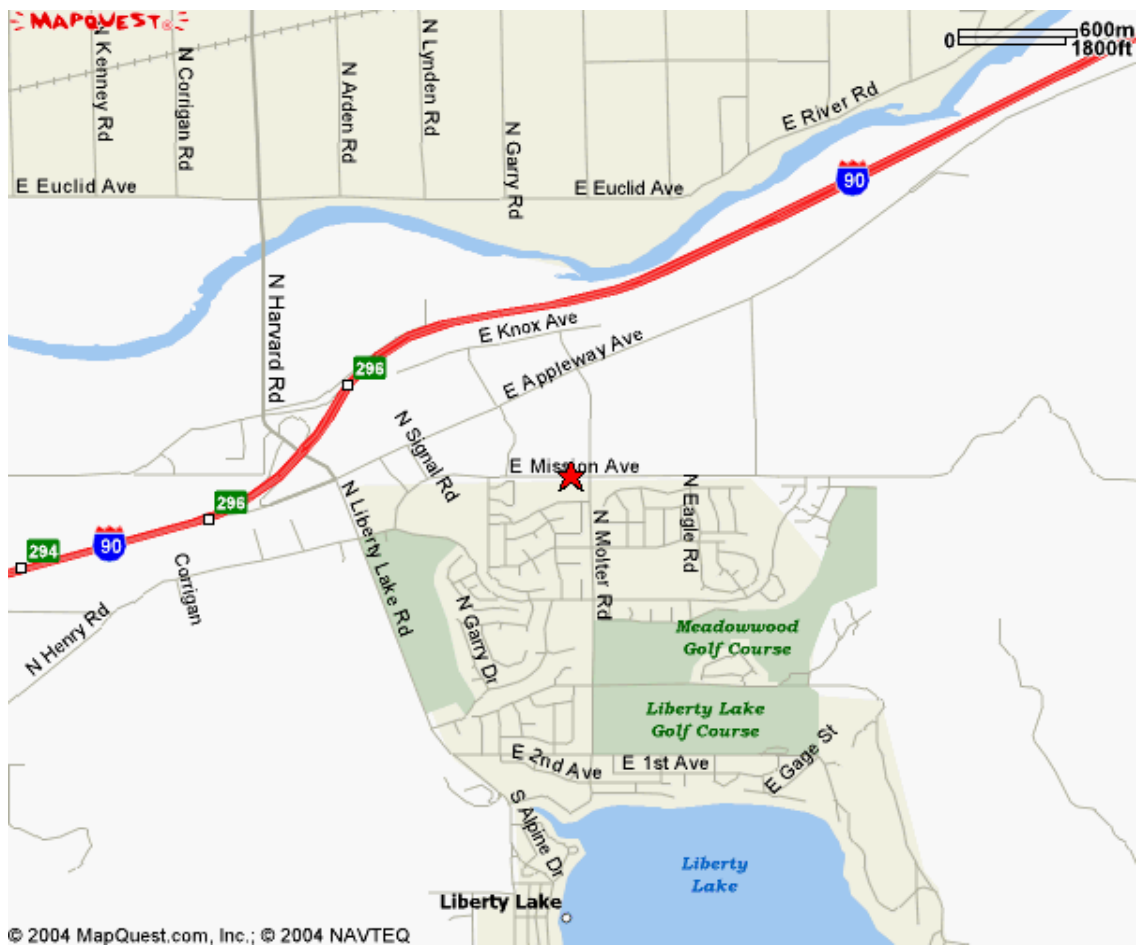 MAPQUEST
0
600m
1800ft
N Kenney Rd
N Corrigan Rd
N Arden Rd
N Lynden Rd
N Garry Rd
E River Rd
E Euclid Ave
E Euclid Ave
90
N Harvard Rd
E Knox Ave
296
E Appleway Ave
N Signal Rd
E Mission Ave
N Eagle Rd
N Liberty Lake Rd
296
N Molter Rd
294
90
Corrigan
N Henry Rd
N Garry Dr
Meadowwood
Golf Course
Liberty Lake
Golf Course
E 2nd Ave
E 1st Ave
E Gage St
S Alpine Dr
Liberty
Lake
Liberty Lake
© 2004 MapQuest.com, Inc.; © 2004 NAVTEQ